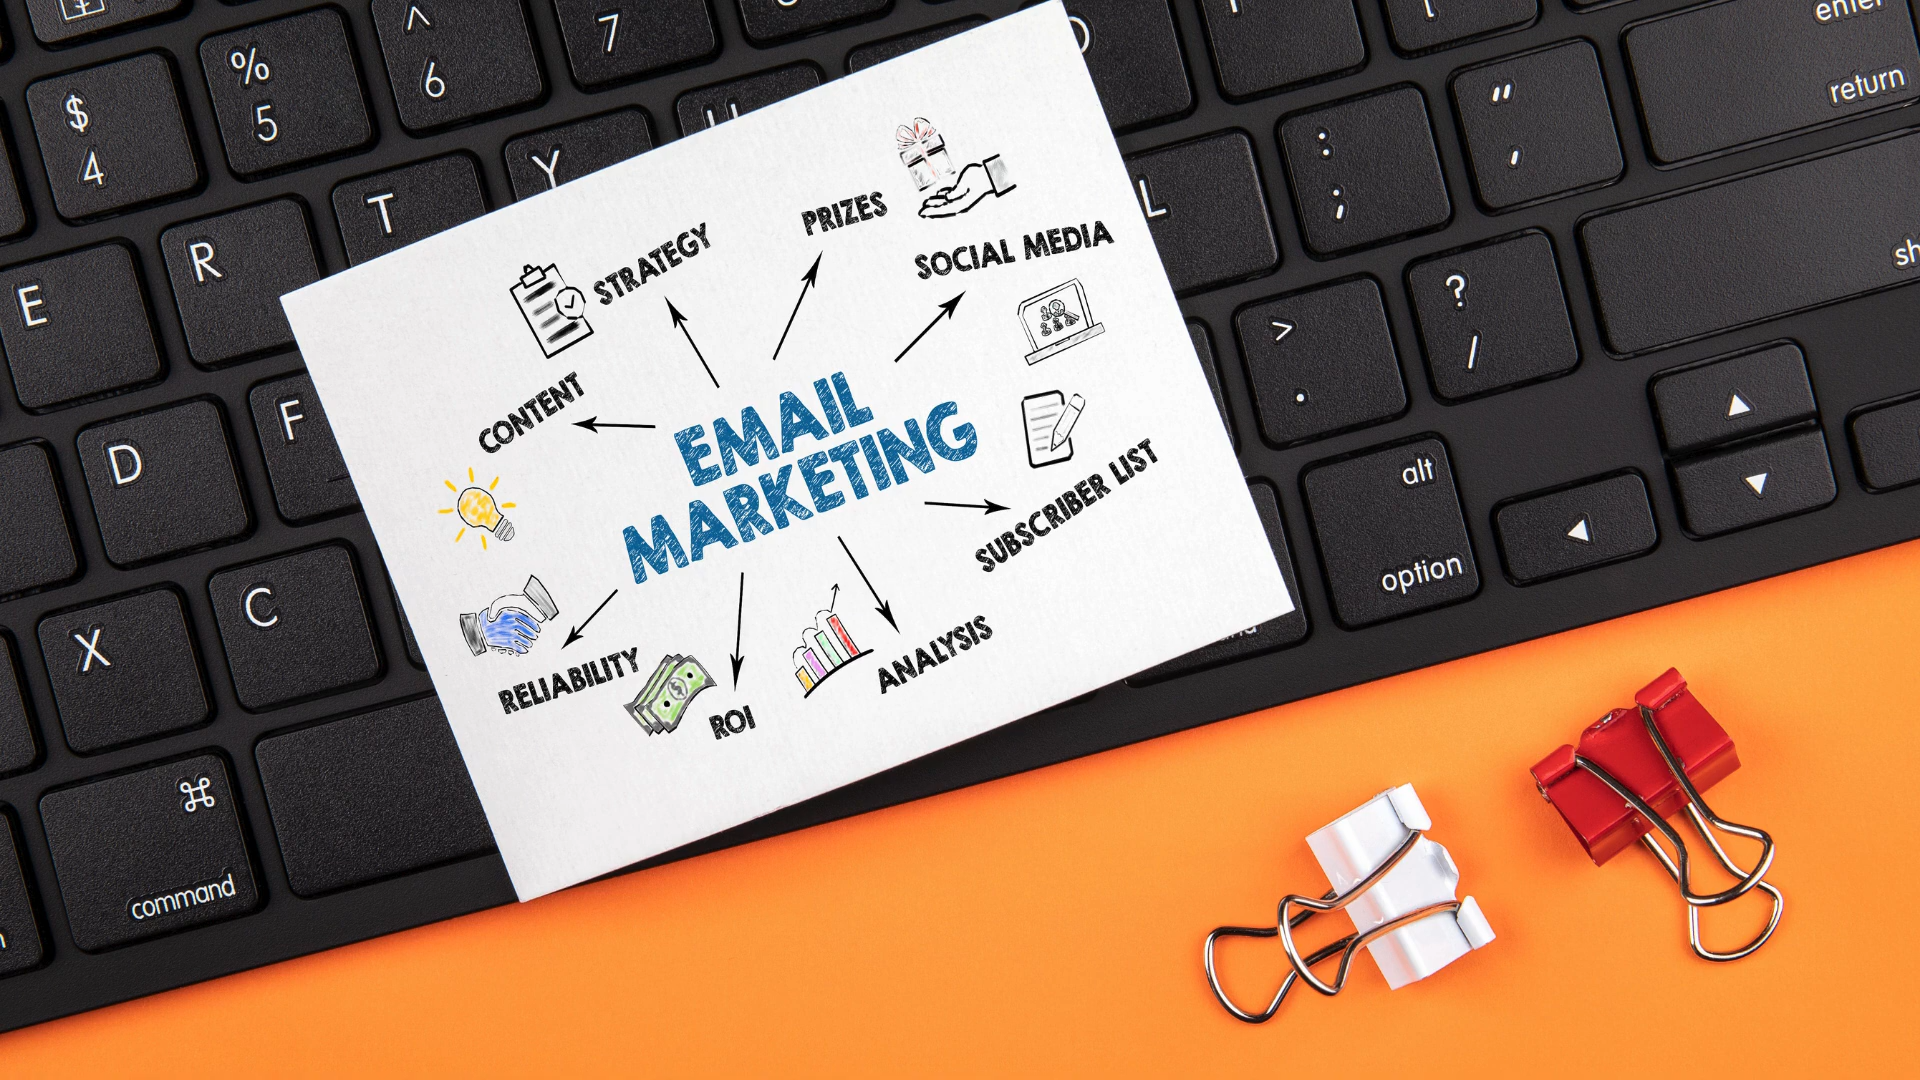 ^
%
$
7
6
5
4
enter
return
"
'
:
;
U
Y
T
R
E
L
?
/
>
.
F
D
alt
option
C
X
⌘
command
PRIZES
STRATEGY
SOCIAL MEDIA
CONTENT
EMAIL
MARKETING
SUBSCRIBER LIST
RELIABILITY
ANALYSIS
ROI